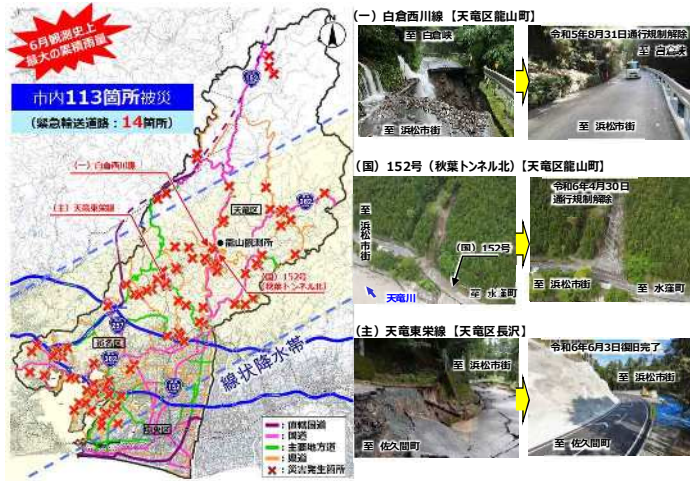 6月観測史上
最大の累積雨量
市内113箇所被災
(緊急輸送道路：14箇所)
152
(一)白倉西川線
(主)天竜東栄線
天竜区
362
龍山観測所
(国)152号
(秋葉トンネル北)
257
浜名区
362
152
線状降水帯
中央区
：直轄国道
：国道
：主要地方道
：県道
：災害発生箇所
(一)白倉西川線【天竜区龍山町】
至 白倉峡
至 浜松市街
令和5年8月31日通行規制解除
至 白倉峡
至 浜松市街
(国)152号（秋葉トンネル北）【天竜区龍山町】
至 浜松市街
(国)152号
天竜川
至 水窪町
令和6年4月30日
通行規制解除
至 浜松市街
至 水窪町
(主)天竜東栄線【天竜区長沢】
至 浜松市街
至 佐久間町
令和6年6月3日復旧完了
至 浜松市街
至 佐久間町